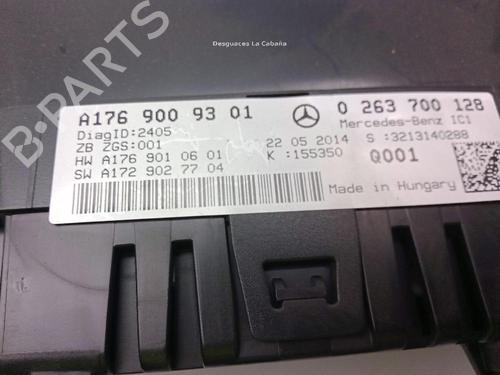 Desguaces La Cabaña
B-PARTS
A176 900 93 01
0 263 700 128
DiagID:2405
Mercedes-Benz IC1
ZB ZGS:001
22 05 2014
S :3213140288
HW A176 901 06 01
K :155350
Q001
SW A172 902 77 04
Made in Hungary